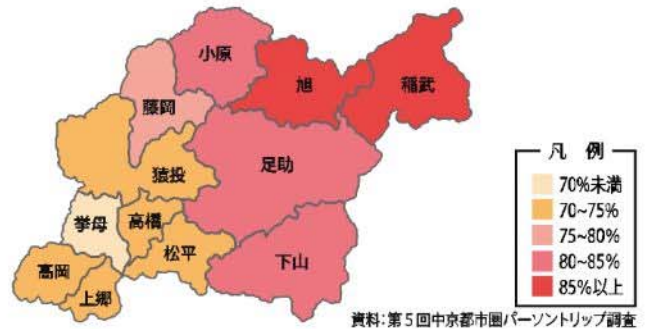 小原
旭
稲武
藤岡
猿投
足助
挙母
高橋
松平
下山
高岡
上郷
凡 例
70%未満
70~75%
75~80%
80~85%
85%以上
資料:第5回中京都市圏パーソントリップ調査